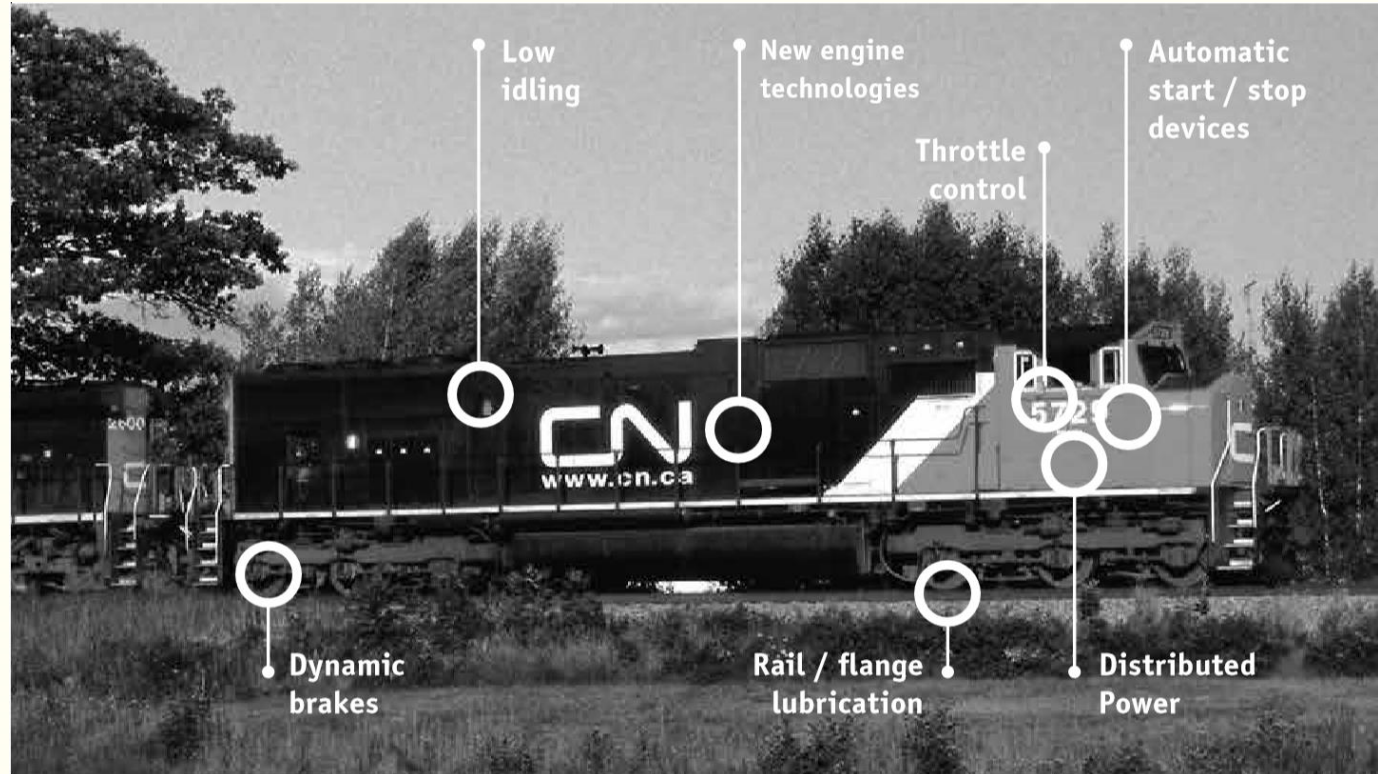 Low
idling
New engine
technologies
Automatic
start / stop
devices
Throttle
control
2600
CN
www.cn.ca
5729
C
Dynamic
brakes
Rail / flange
lubrication
Distributed
Power